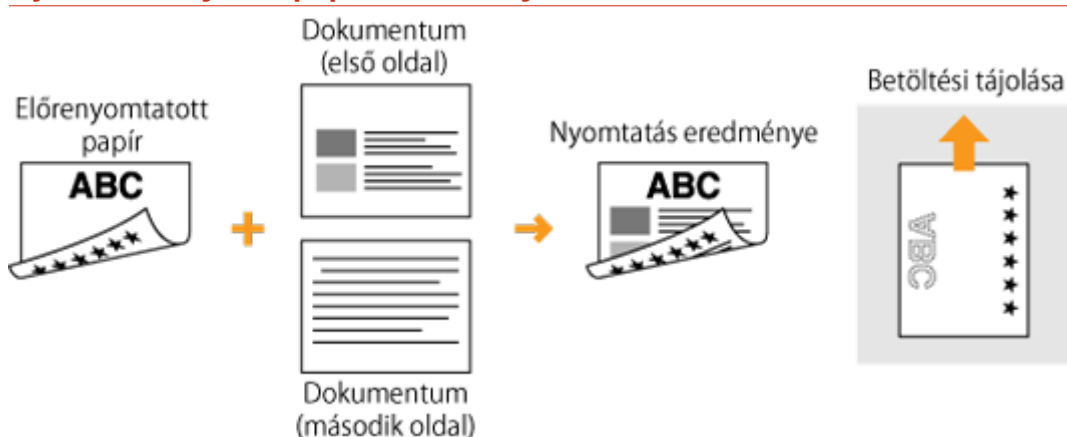 Dokumentum
(első oldal)
Előrenyomtatott
papír
ABC
Nyomtatás eredménye
ABC
Betöltési tájolása
ABC
Dokumentum
(második oldal)